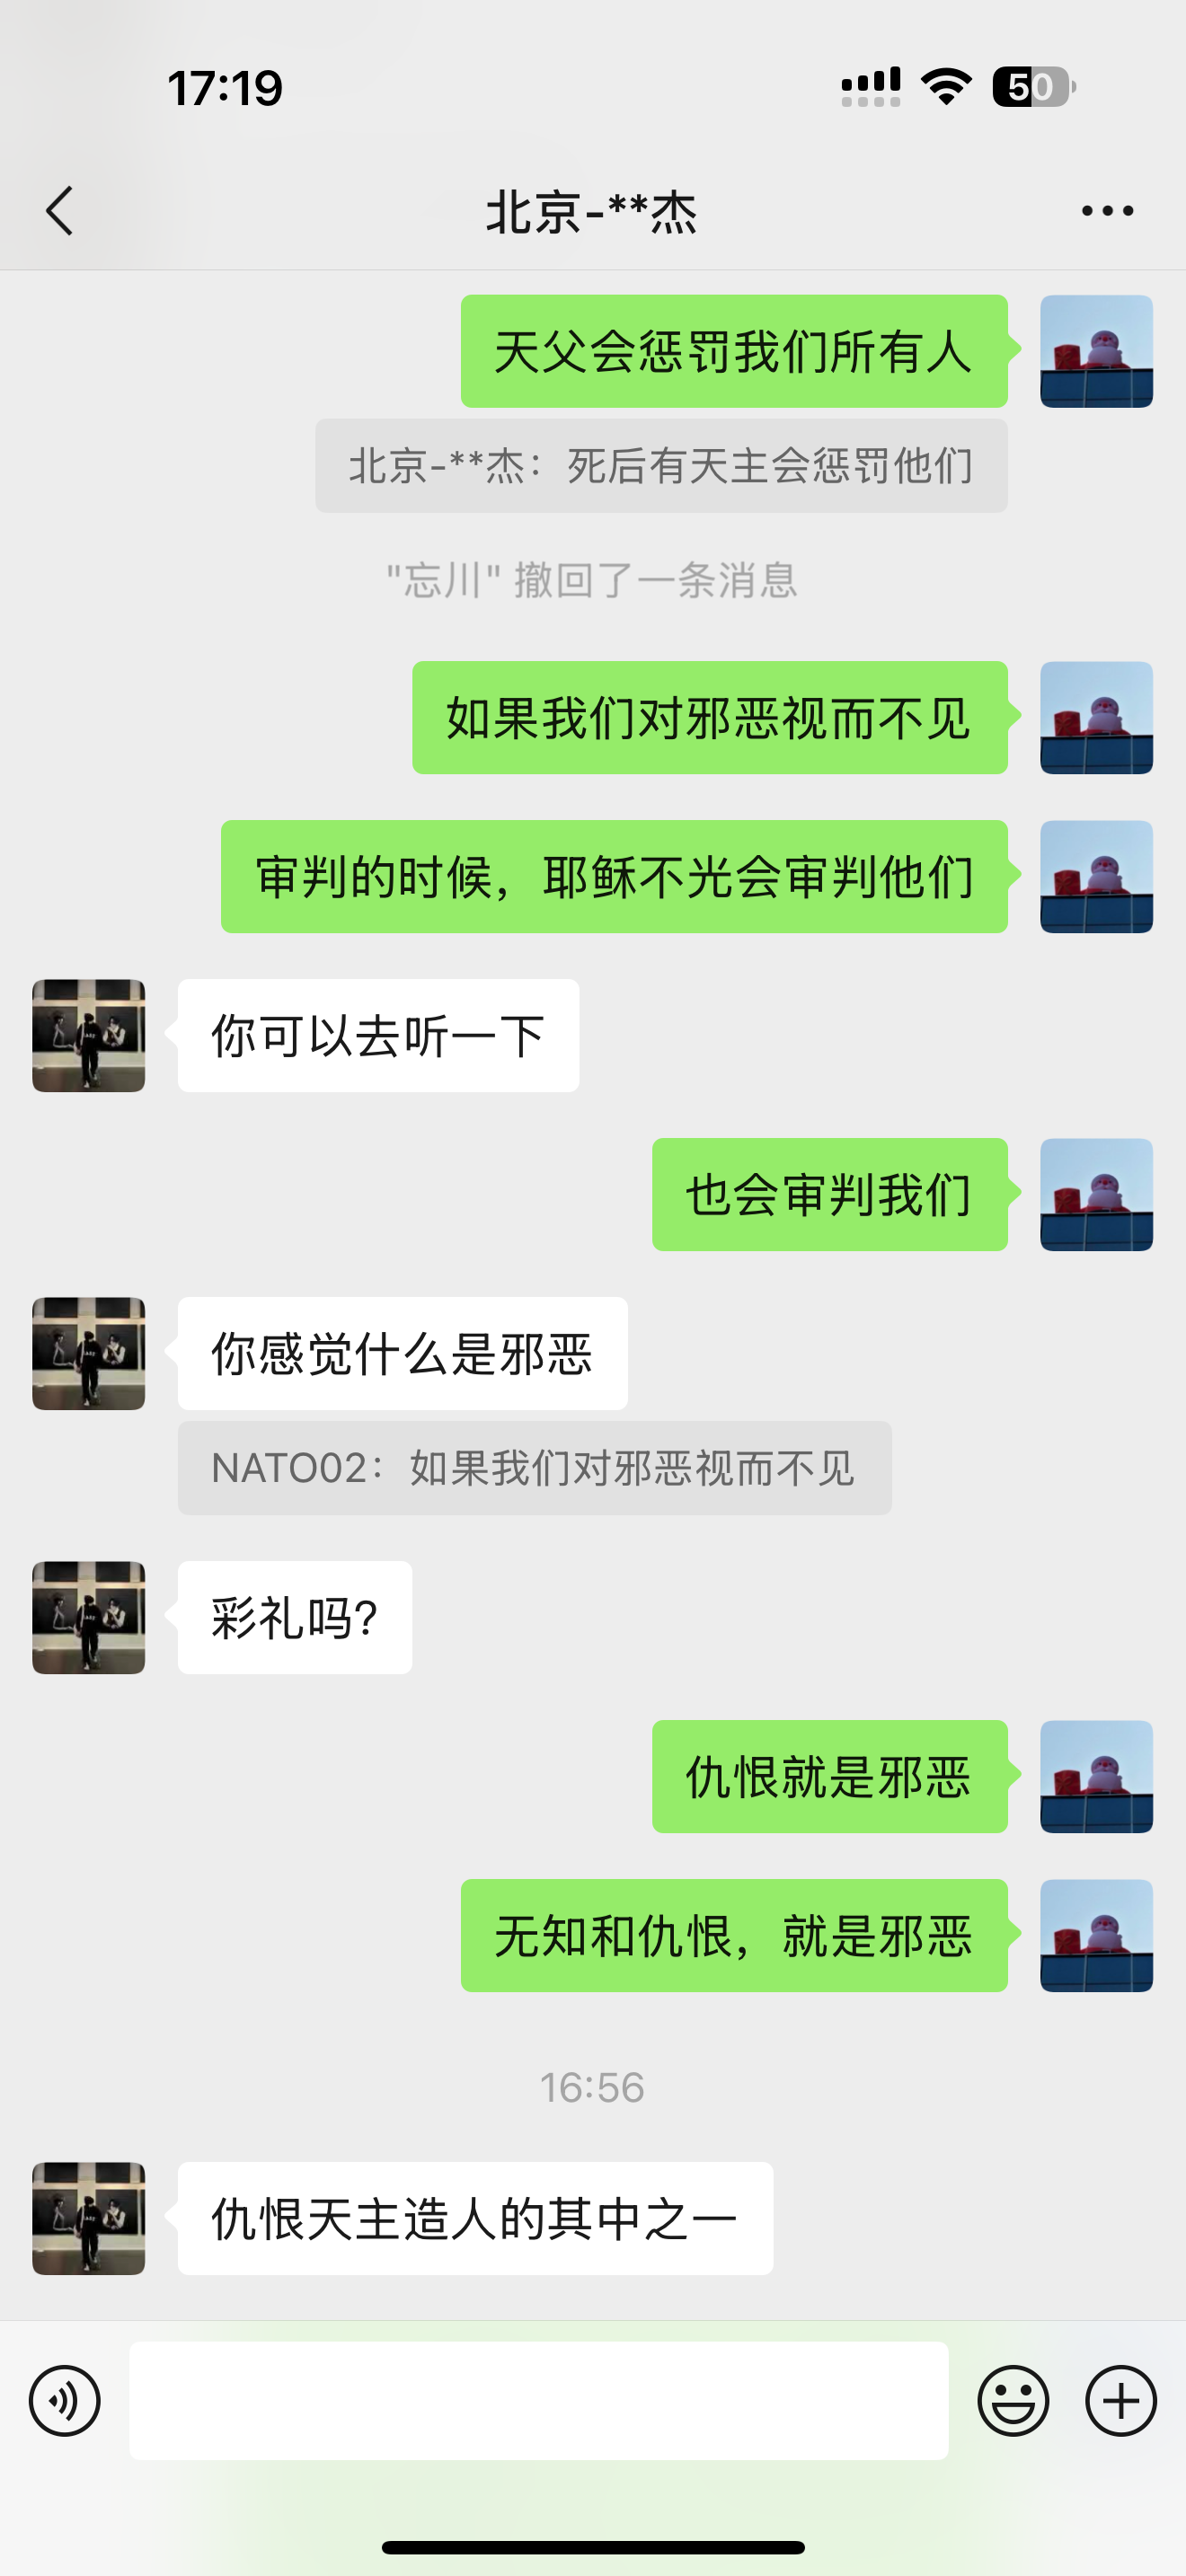 17:19
50
北京-**杰
天父会惩罚我们所有人
北京-**杰：死后有天主会惩罚他们
"忘川" 撤回了一条消息
如果我们对邪恶视而不见
审判的时候，耶稣不光会审判他们
你可以去听一下
也会审判我们
你感觉什么是邪恶
NATO02：如果我们对邪恶视而不见
彩礼吗?
仇恨就是邪恶
无知和仇恨，就是邪恶
16:56
仇恨天主造人的其中之一